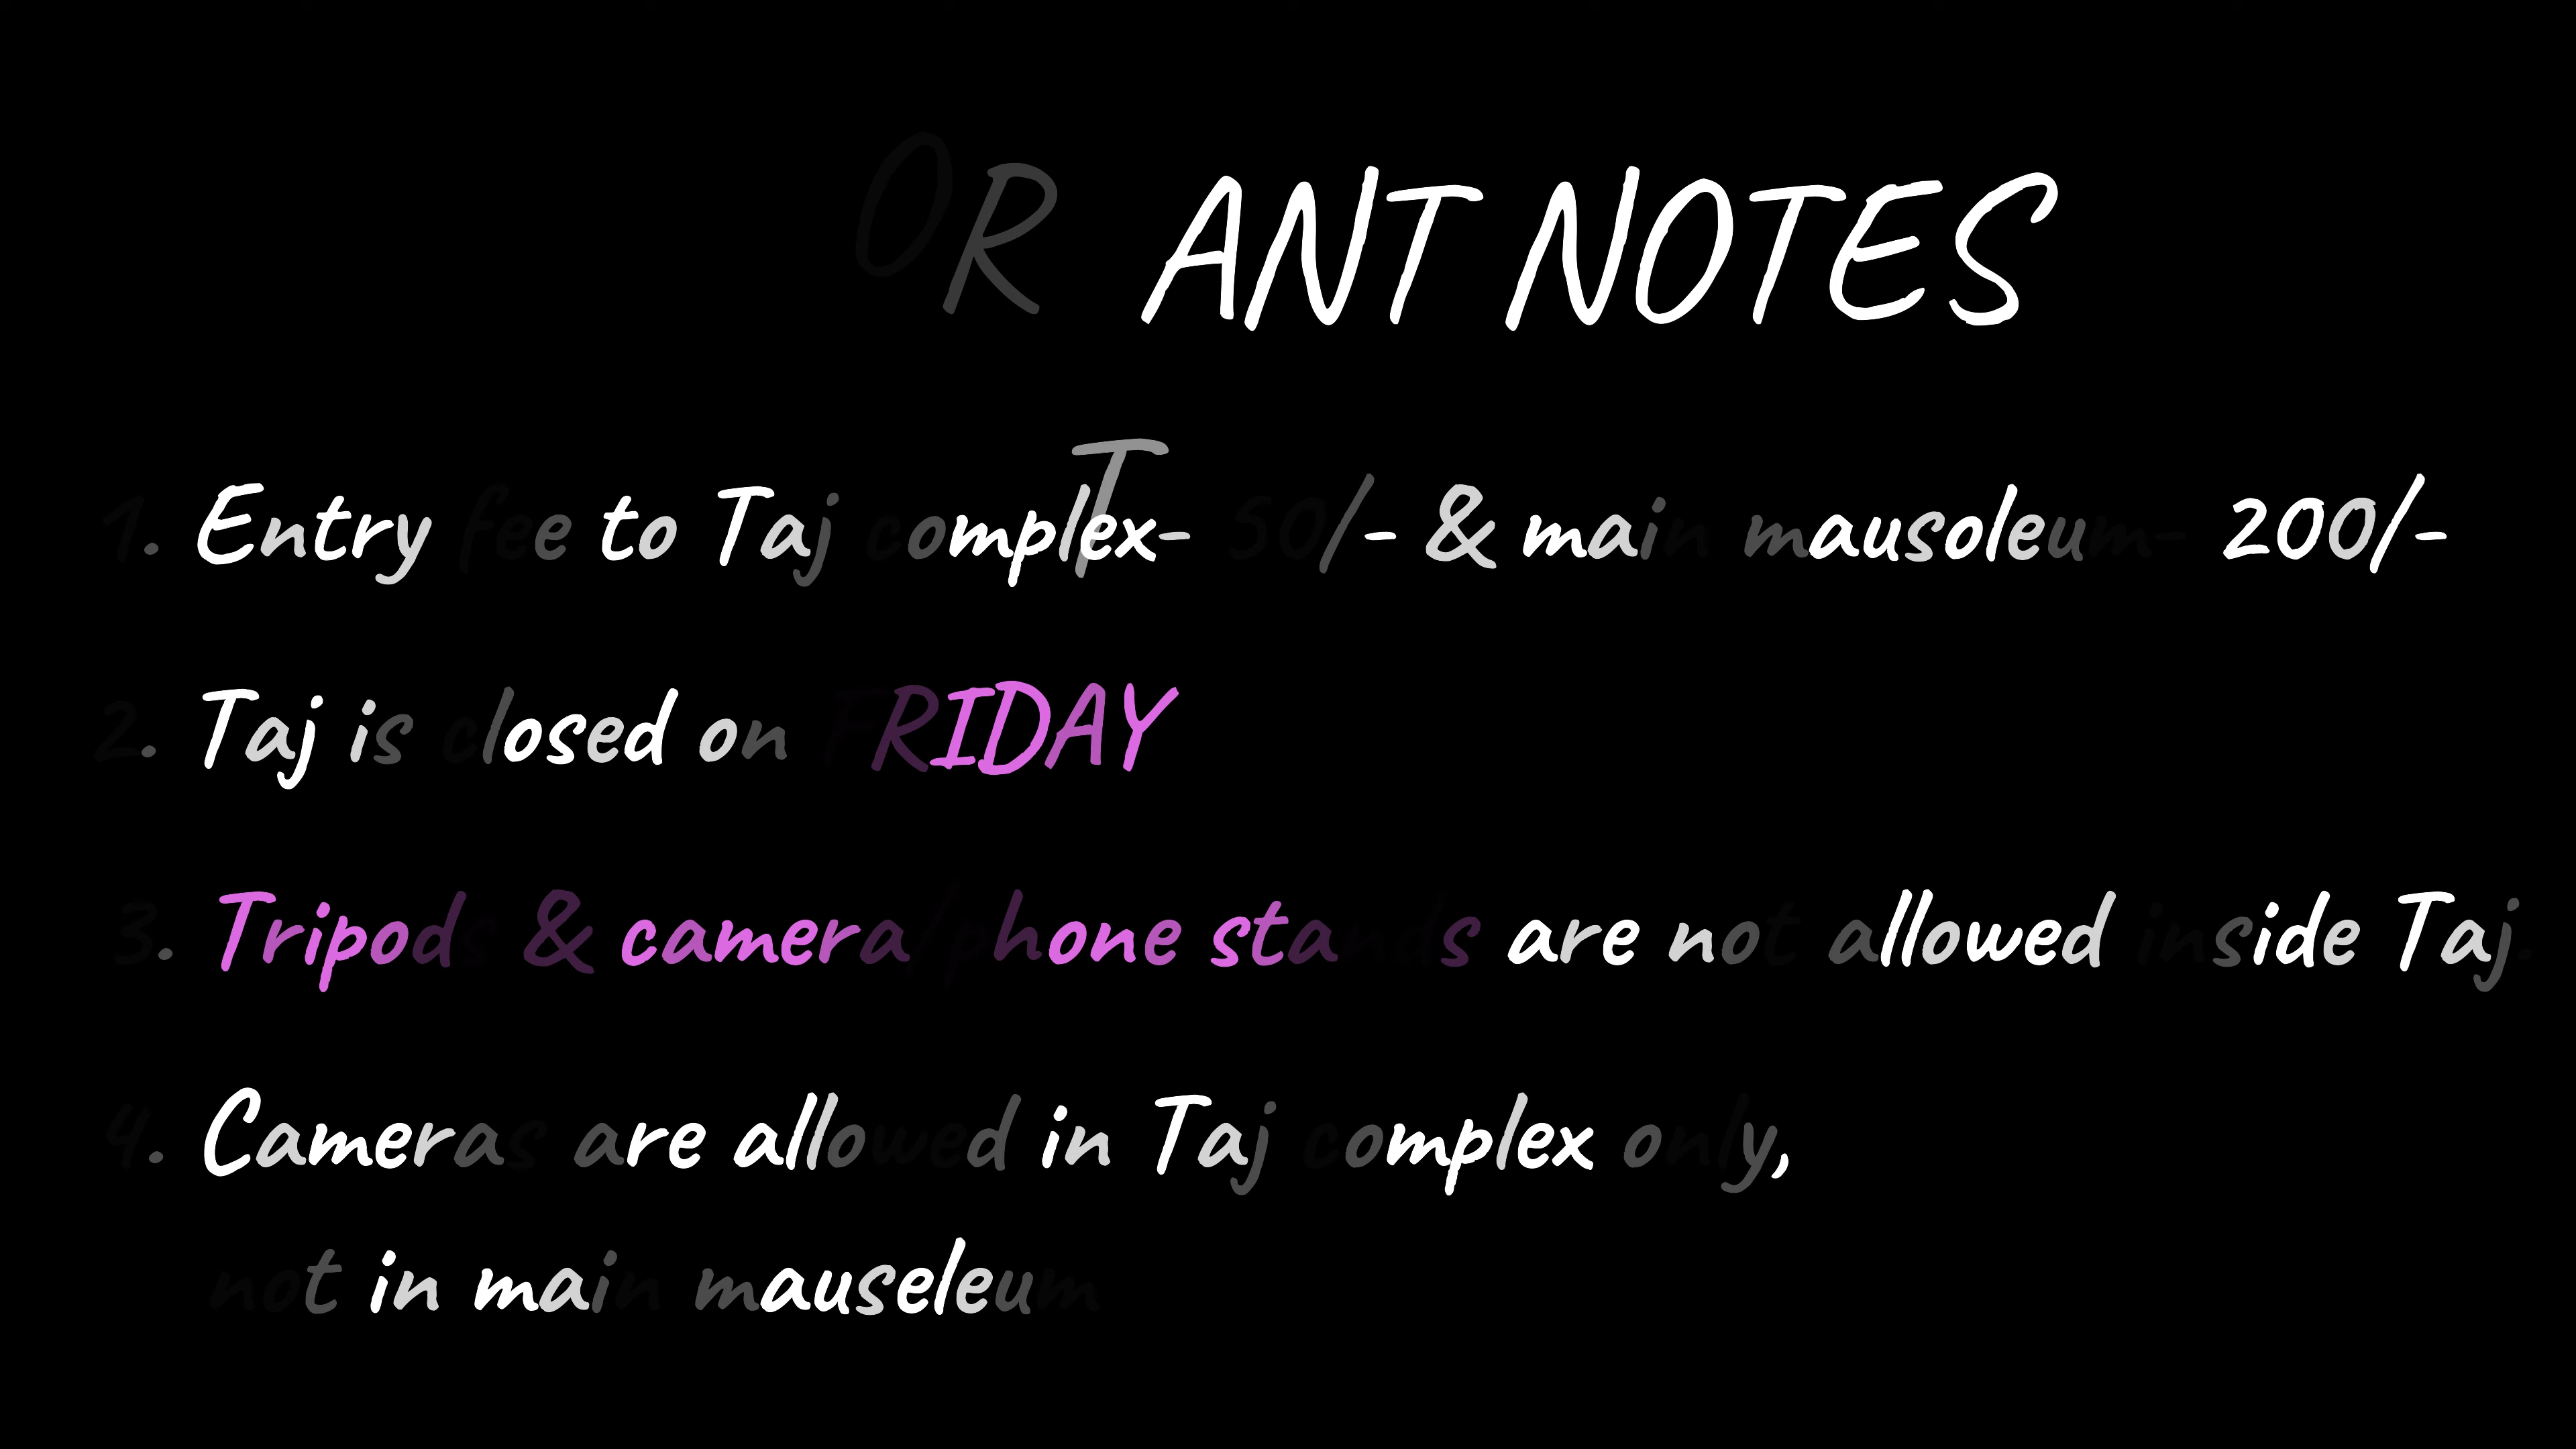 ORTANT NOTES
1. Entry fee to Taj complex- 50/- & main mausoleum- 200/-
2. Taj is closed on FRIDAY
3. Tripods & camera/phone stands are not allowed inside Taj.
4. Cameras are allowed in Taj complex only,
not in main mauseleum